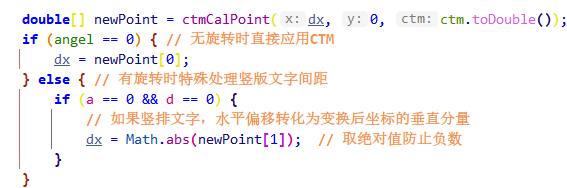 double[] newPoint = ctmCalPoint( x: dx, y: 0, ctm: ctm.toDouble());
if (angel == 0) { // 无旋转时直接应用CTM
dx = newPoint[0];
} else { // 有旋转时特殊处理竖版文字间距
if (a == 0 && d == 0) {
// 如果竖排文字，水平偏移转化为变换后坐标的垂直分量
dx = Math.abs(newPoint[1]); // 取绝对值防止负数
}
}